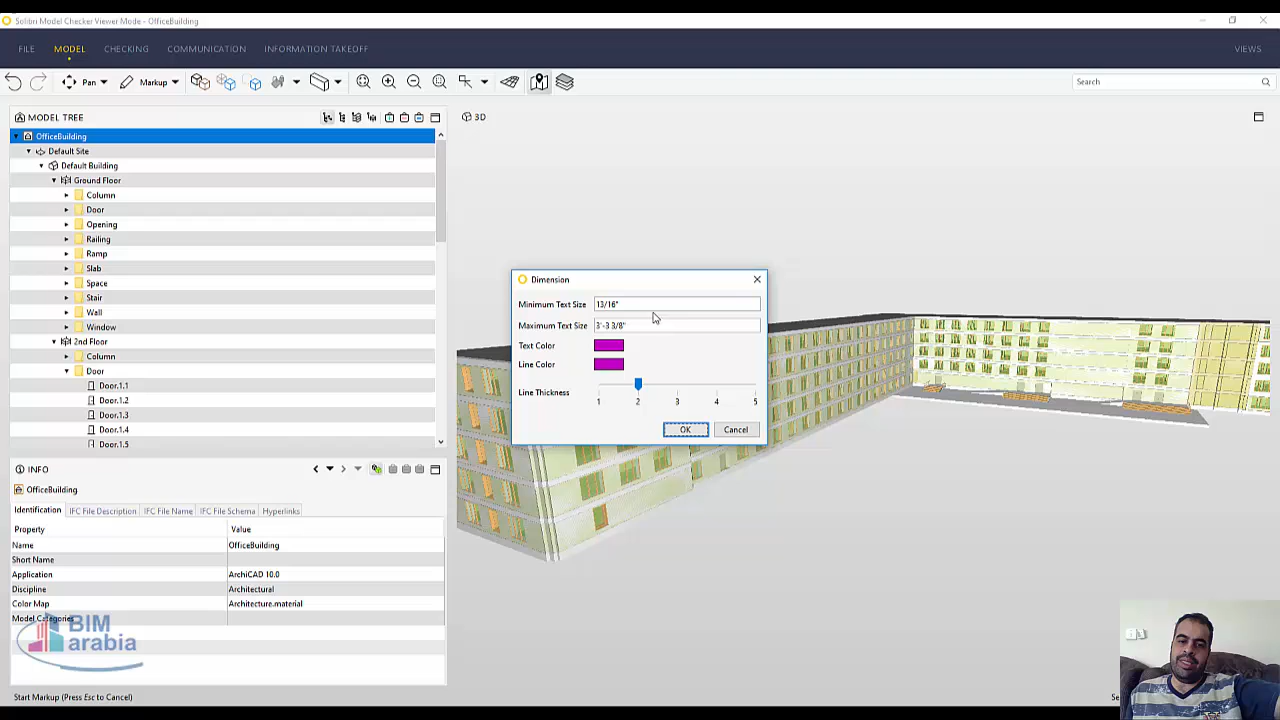 Solibri Model Checker Viewer Mode - OfficeBuilding
FILE MODEL CHECKING COMMUNICATION INFORMATION TAKEOFF VIEWS
Pan Markup Search
MODEL TREE
OfficeBuilding
Default Site
Default Building
Ground Floor
Column
Door
Opening
Railing
Ramp
Slab
Space
Stair
Wall
Window
2nd Floor
Column
Door
Door.1.1
Door.1.2
Door.1.3
Door.1.4
Door.1.5
3D
Dimension
Minimum Text Size 13/16"
Maximum Text Size 3'-3 3/8"
Text Color
Line Color
Line Thickness
1 2 3 4 5
OK Cancel
INFO
OfficeBuilding
Identification IFC File Description IFC File Name IFC File Schema Hyperlinks
Property Value
Name OfficeBuilding
Short Name
Application ArchiCAD 10.0
Discipline Architectural
Color Map Architecture.material
Model Categories
BIM
arabia
Start Markup (Press Esc to Cancel)